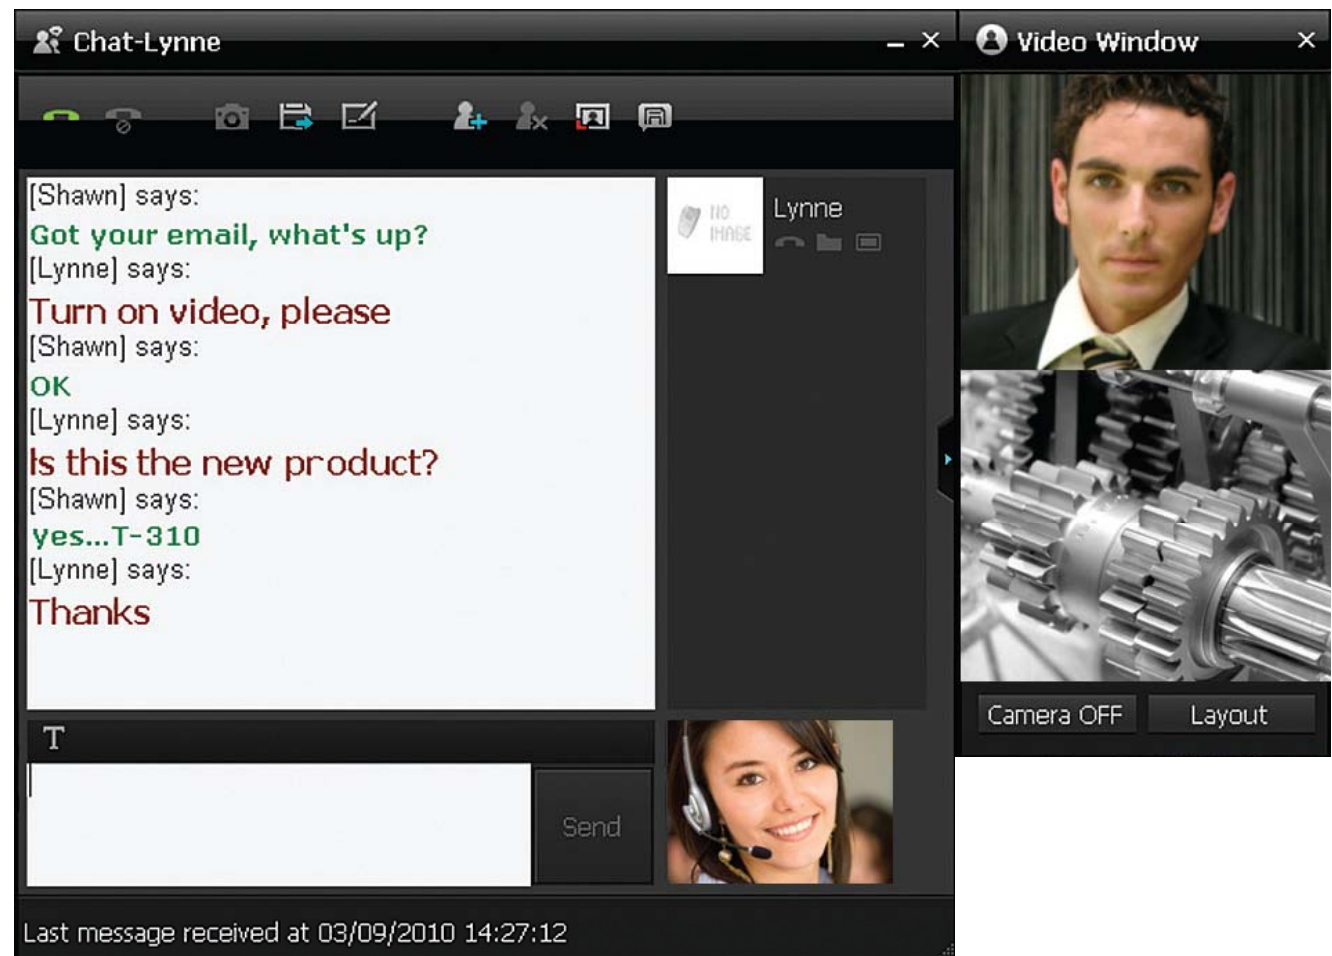 Chat-Lynne
Video Window
[Shawn] says:
Got your email, what's up?
[Lynne] says:
Turn on video, please
[Shawn] says:
OK
[Lynne] says:
Is this the new product?
[Shawn] says:
yes...T-310
[Lynne] says:
Thanks
NO
IMAGE
Lynne
Camera OFF
Layout
T
Send
Last message received at 03/09/2010 14:27:12